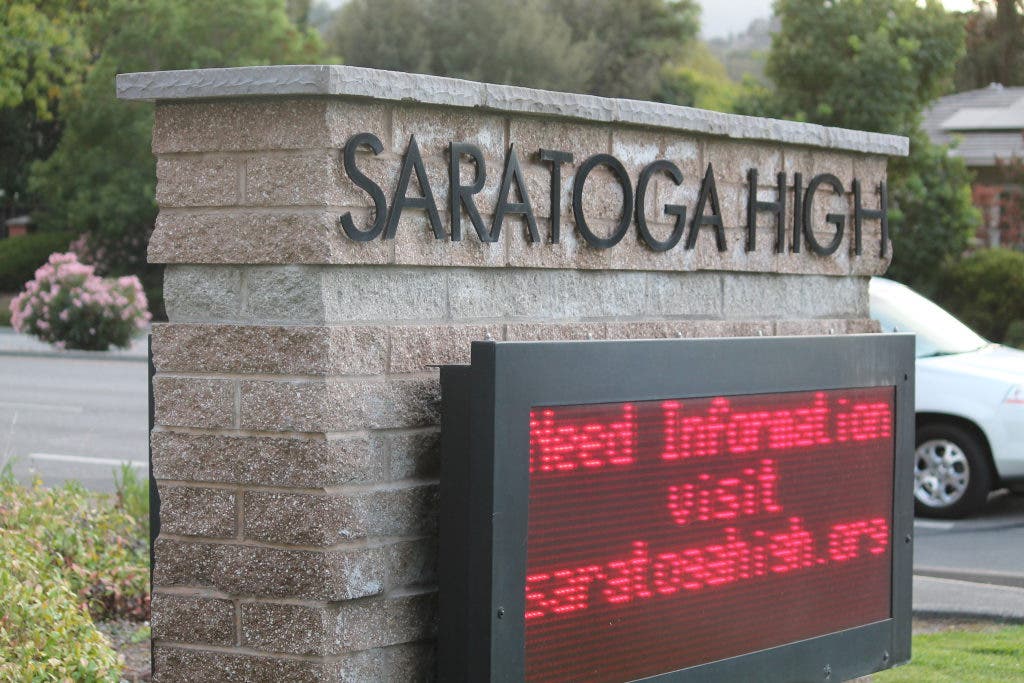 SARATOGA HIGH
Need Information
visit
saratogahigh.org